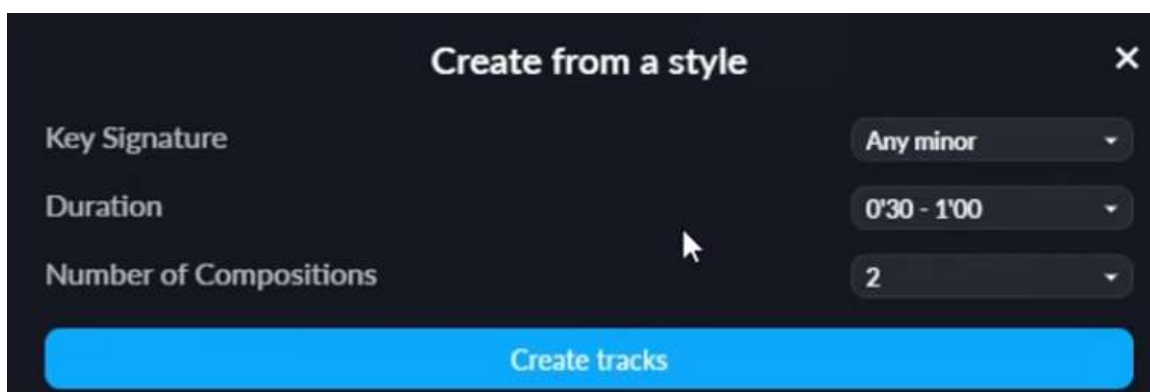 Create from a style
Key Signature Any minor
Duration 0'30 - 1'00
Number of Compositions 2
Create tracks